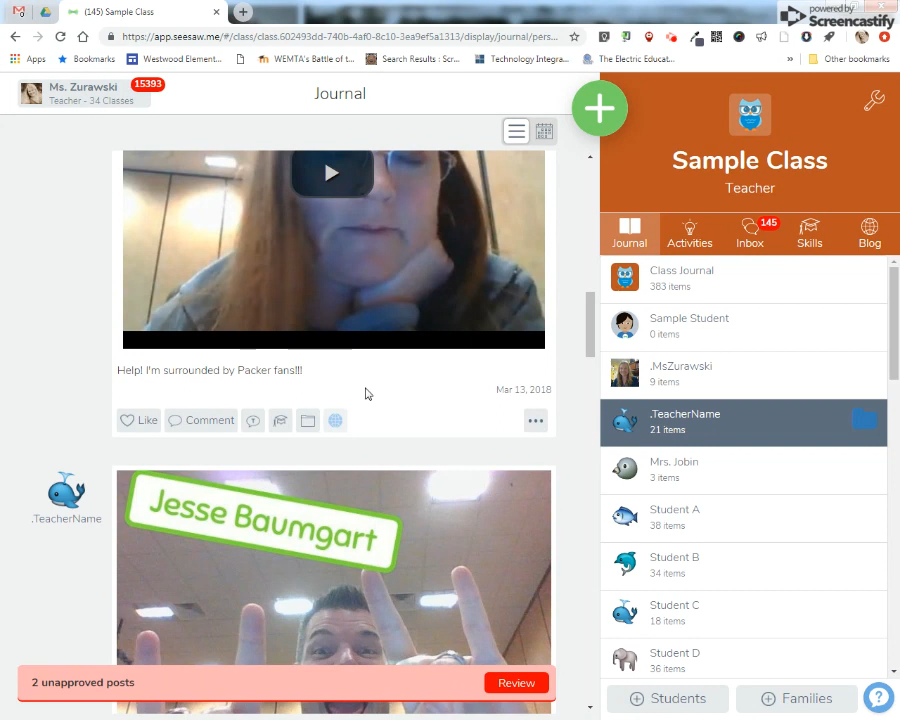 (145) Sample Class
powered by
Screencastify
https://app.seesaw.me/#/class/class.602493dd-740b-4af0-8c10-3ea9ef5a1313/display/journal/pers...
Apps
Bookmarks
Westwood Element...
WEMTA's Battle of t...
Search Results : Scr...
Technology Integra...
The Electric Educat...
»
Other bookmarks
Ms. Zurawski
Teacher - 34 Classes
15393
Journal
Help! I'm surrounded by Packer fans!!!
Mar 13, 2018
Like
Comment
.TeacherName
Jesse Baumgart
2 unapproved posts
Review
Sample Class
Teacher
Journal
Activities
Inbox
145
Skills
Blog
Class Journal
383 items
Sample Student
0 items
.MsZurawski
9 items
.TeacherName
21 items
Mrs. Jobin
3 items
Student A
38 items
Student B
34 items
Student C
18 items
Student D
36 items
Students
Families